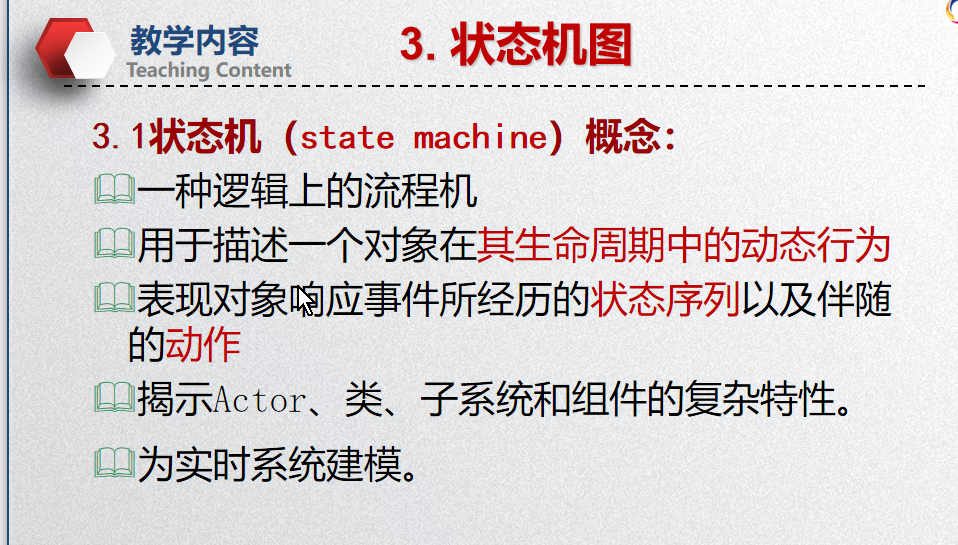 教学内容
Teaching Content
3. 状态机图
3.1状态机（state machine）概念：
一种逻辑上的流程机
用于描述一个对象在其生命周期中的动态行为
表现对象响应事件所经历的状态序列以及伴随
的动作
揭示Actor、类、子系统和组件的复杂特性。
为实时系统建模。